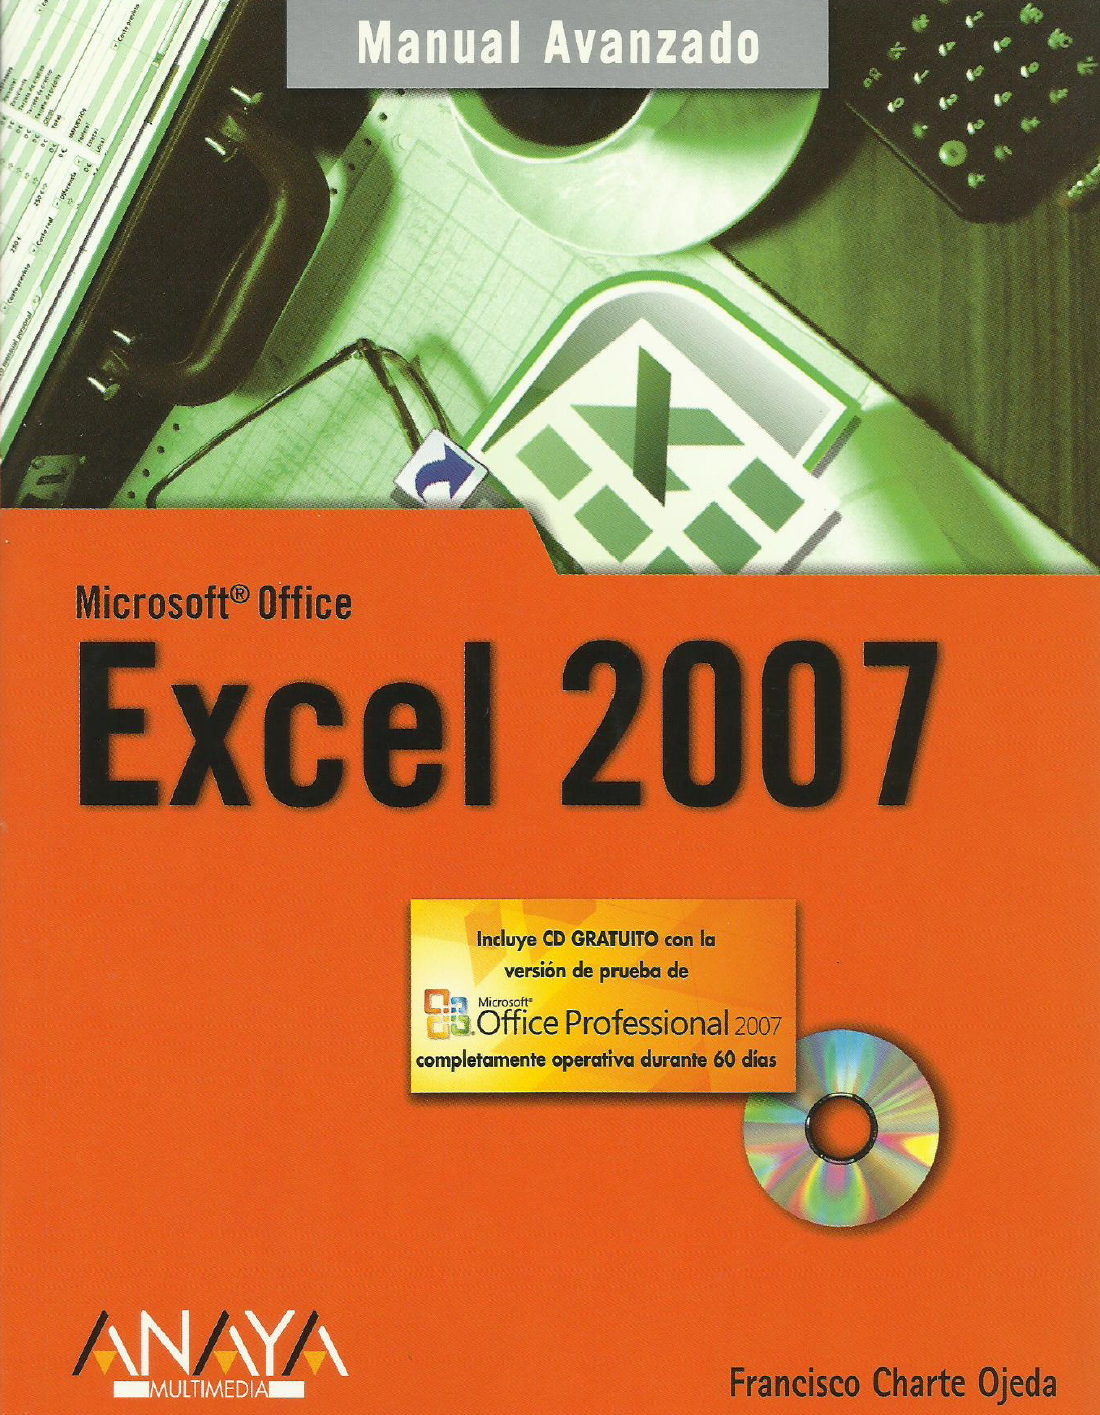 Manual Avanzado
Microsoft® Office
Excel 2007
Incluye CD GRATUITO con la
versión de prueba de
Microsoft®
Office Professional 2007
completamente operativa durante 60 días
ANAYA
MULTIMEDIA
Francisco Charte Ojeda